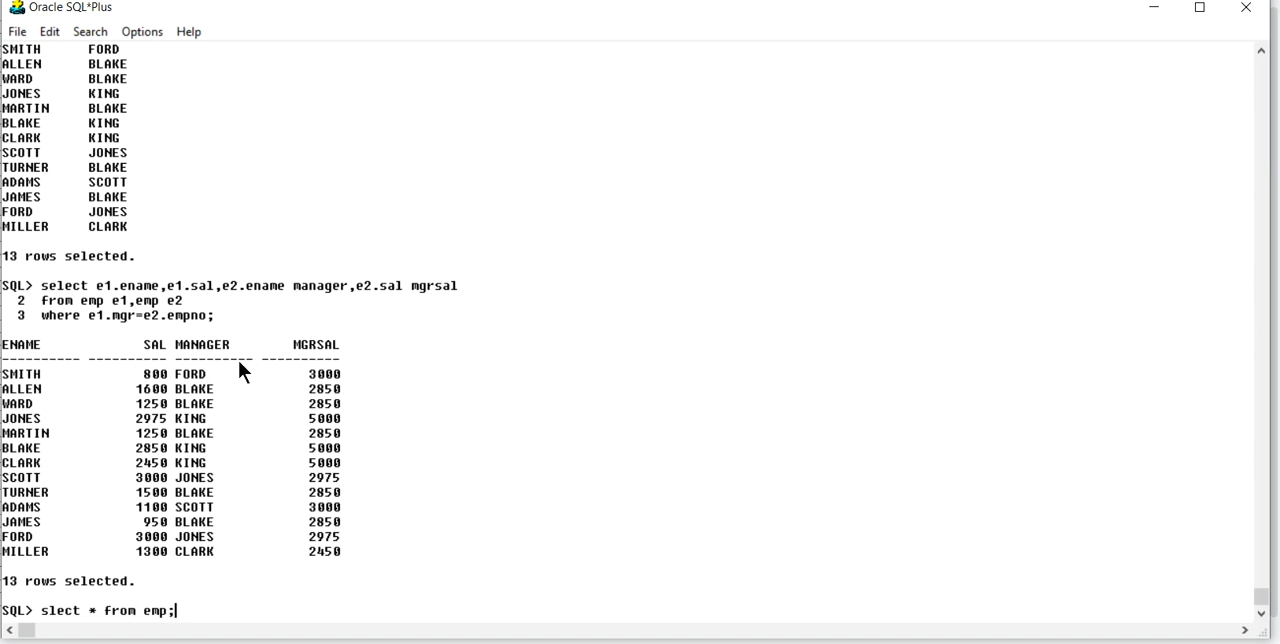 Oracle SQL*Plus
File Edit Search Options Help
SMITH      FORD
ALLEN      BLAKE
WARD       BLAKE
JONES      KING
MARTIN     BLAKE
BLAKE      KING
CLARK      KING
SCOTT      JONES
TURNER     BLAKE
ADAMS      SCOTT
JAMES      BLAKE
FORD       JONES
MILLER     CLARK
13 rows selected.
SQL> select e1.ename,e1.sal,e2.ename manager,e2.sal mgrsal
  2  from emp e1,emp e2
  3  where e1.mgr=e2.empno;
ENAME             SAL MANAGER        MGRSAL
---------- ---------- ---------- ----------
SMITH             800 FORD             3000
ALLEN            1600 BLAKE            2850
WARD             1250 BLAKE            2850
JONES            2975 KING             5000
MARTIN           1250 BLAKE            2850
BLAKE            2850 KING             5000
CLARK            2450 KING             5000
SCOTT            3000 JONES            2975
TURNER           1500 BLAKE            2850
ADAMS            1100 SCOTT            3000
JAMES             950 BLAKE            2850
FORD             3000 JONES            2975
MILLER           1300 CLARK            2450
13 rows selected.
SQL> slect * from emp;